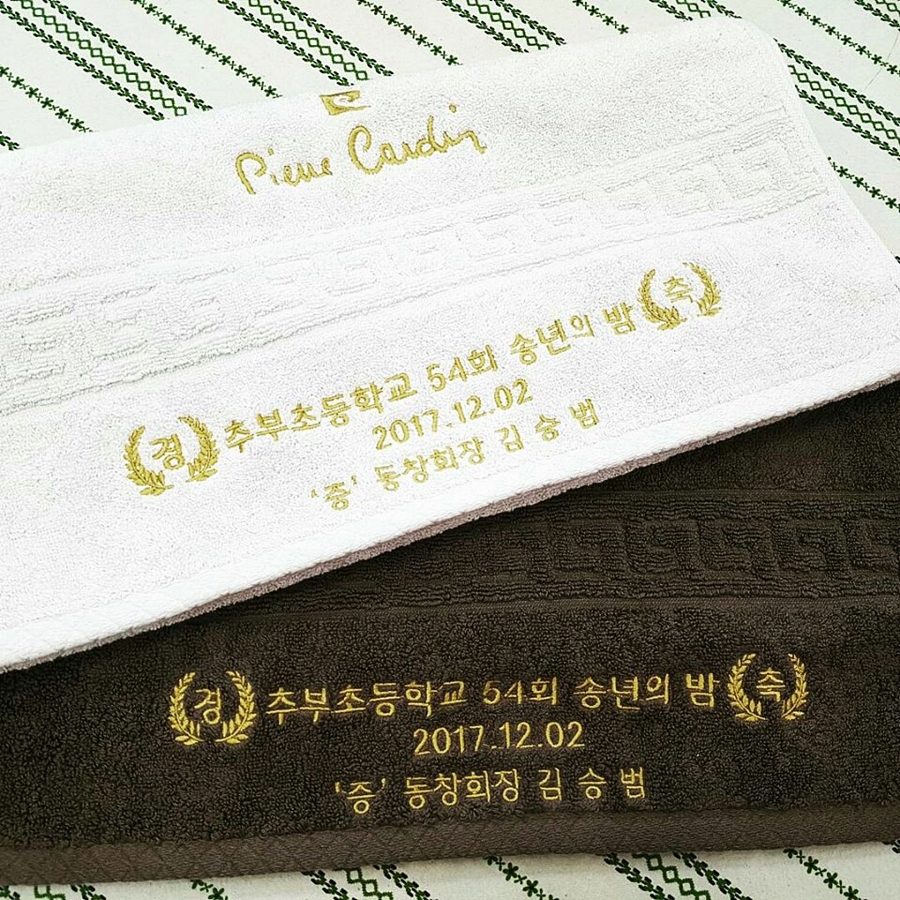 Pierre Cardin
경 추부초등학교 54회 송년의 밤 축
2017.12.02
'증' 동창회장 김승범
경 추부초등학교 54회 송년의 밤 축
2017.12.02
'증' 동창회장 김승범